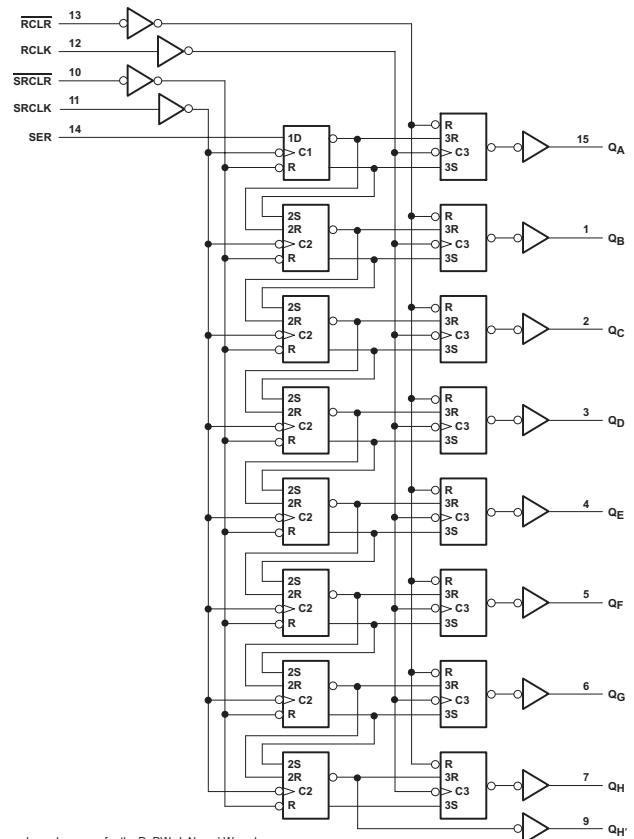 RCLR 13
RCLK 12
SRCLR 10
SRCLK 11
SER 14
1D
C1
R
R
3R
C3
3S
15 QA
2S
2R
C2
R
R
3R
C3
3S
1 QB
2S
2R
C2
R
R
3R
C3
3S
2 QC
2S
2R
C2
R
R
3R
C3
3S
3 QD
2S
2R
C2
R
R
3R
C3
3S
4 QE
2S
2R
C2
R
R
3R
C3
3S
5 QF
2S
2R
C2
R
R
3R
C3
3S
6 QG
2S
2R
C2
R
R
3R
C3
3S
7 QH
9 QH'